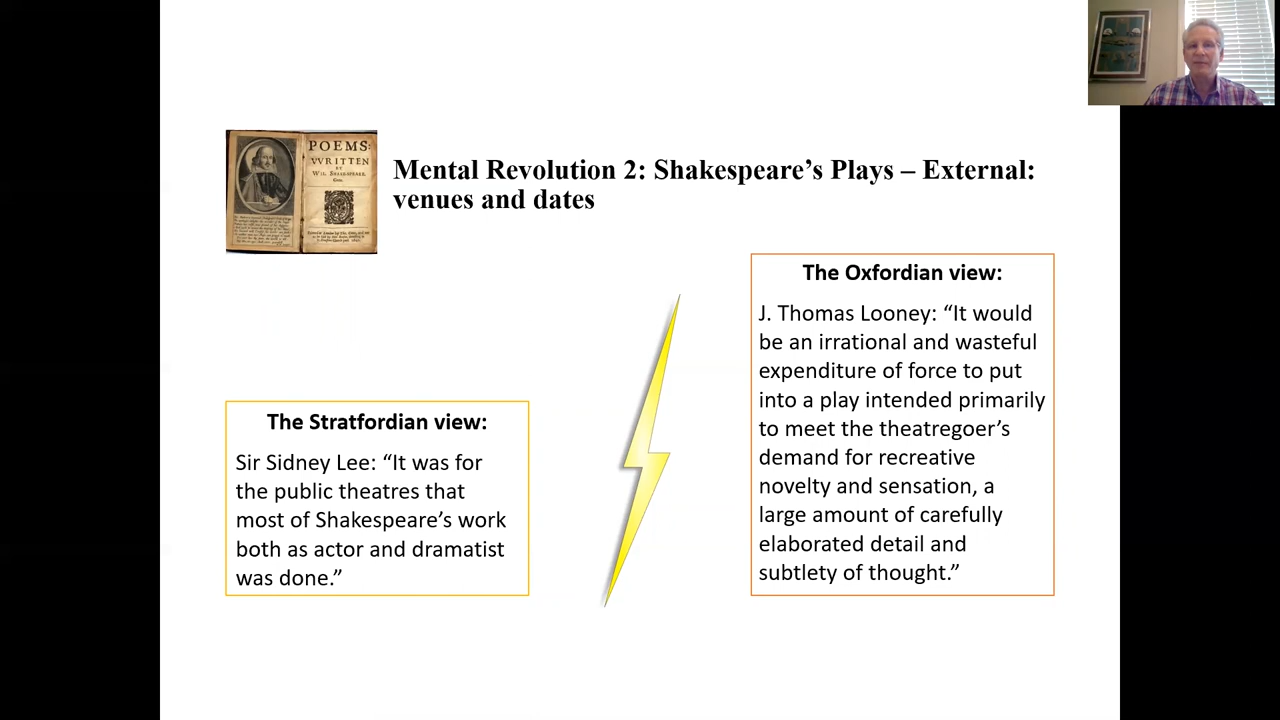 POEMS:
VVRITTEN
BY
WIL. SHAKE-SPEARE.
Gent.
Mental Revolution 2: Shakespeare’s Plays – External:
venues and dates
The Stratfordian view:
Sir Sidney Lee: “It was for
the public theatres that
most of Shakespeare’s work
both as actor and dramatist
was done.”
The Oxfordian view:
J. Thomas Looney: “It would
be an irrational and wasteful
expenditure of force to put
into a play intended primarily
to meet the theatregoer’s
demand for recreative
novelty and sensation, a
large amount of carefully
elaborated detail and
subtlety of thought.”